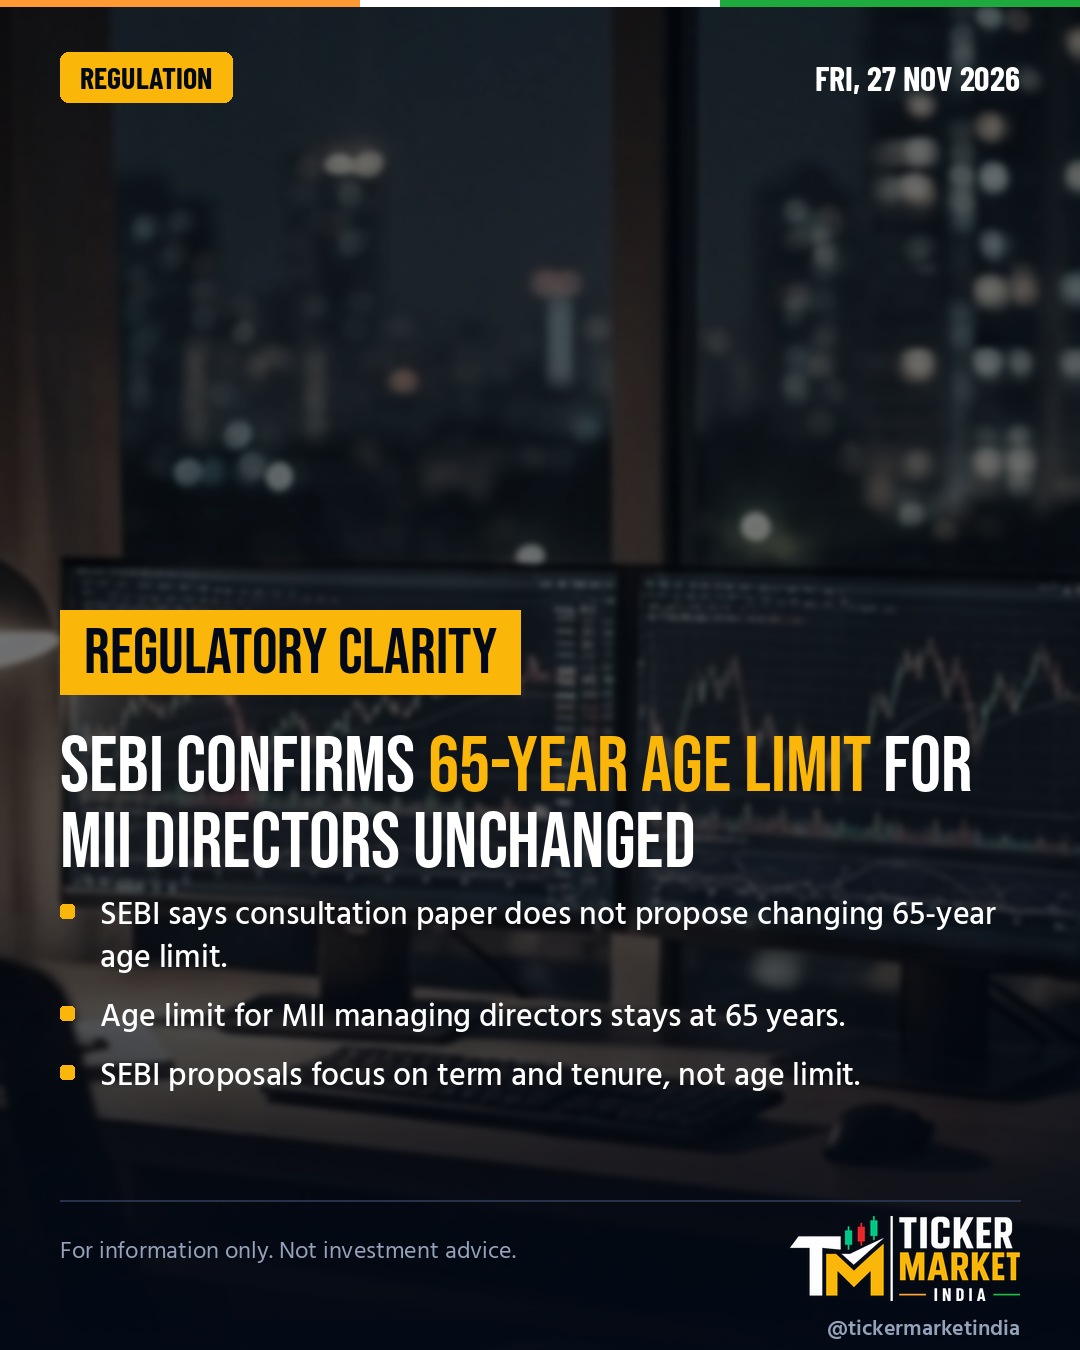 REGULATION
FRI, 27 NOV 2026
REGULATORY CLARITY
SEBI CONFIRMS 65-YEAR AGE LIMIT FOR
MII DIRECTORS UNCHANGED
SEBI says consultation paper does not propose changing 65-year
age limit.
Age limit for MII managing directors stays at 65 years.
SEBI proposals focus on term and tenure, not age limit.
For information only. Not investment advice.
TM
TICKER
MARKET
INDIA
@tickermarketindia